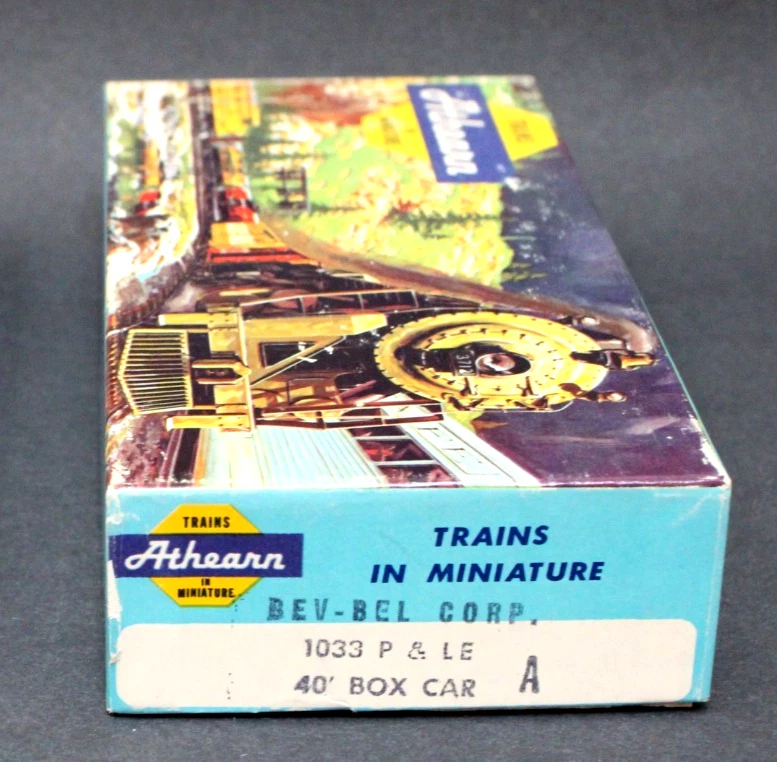 Athearn
TRAINS
Athearn
IN
MINIATURE
TRAINS
IN MINIATURE
BEV-BEL CORP.
1033 P & LE
40' BOX CAR A